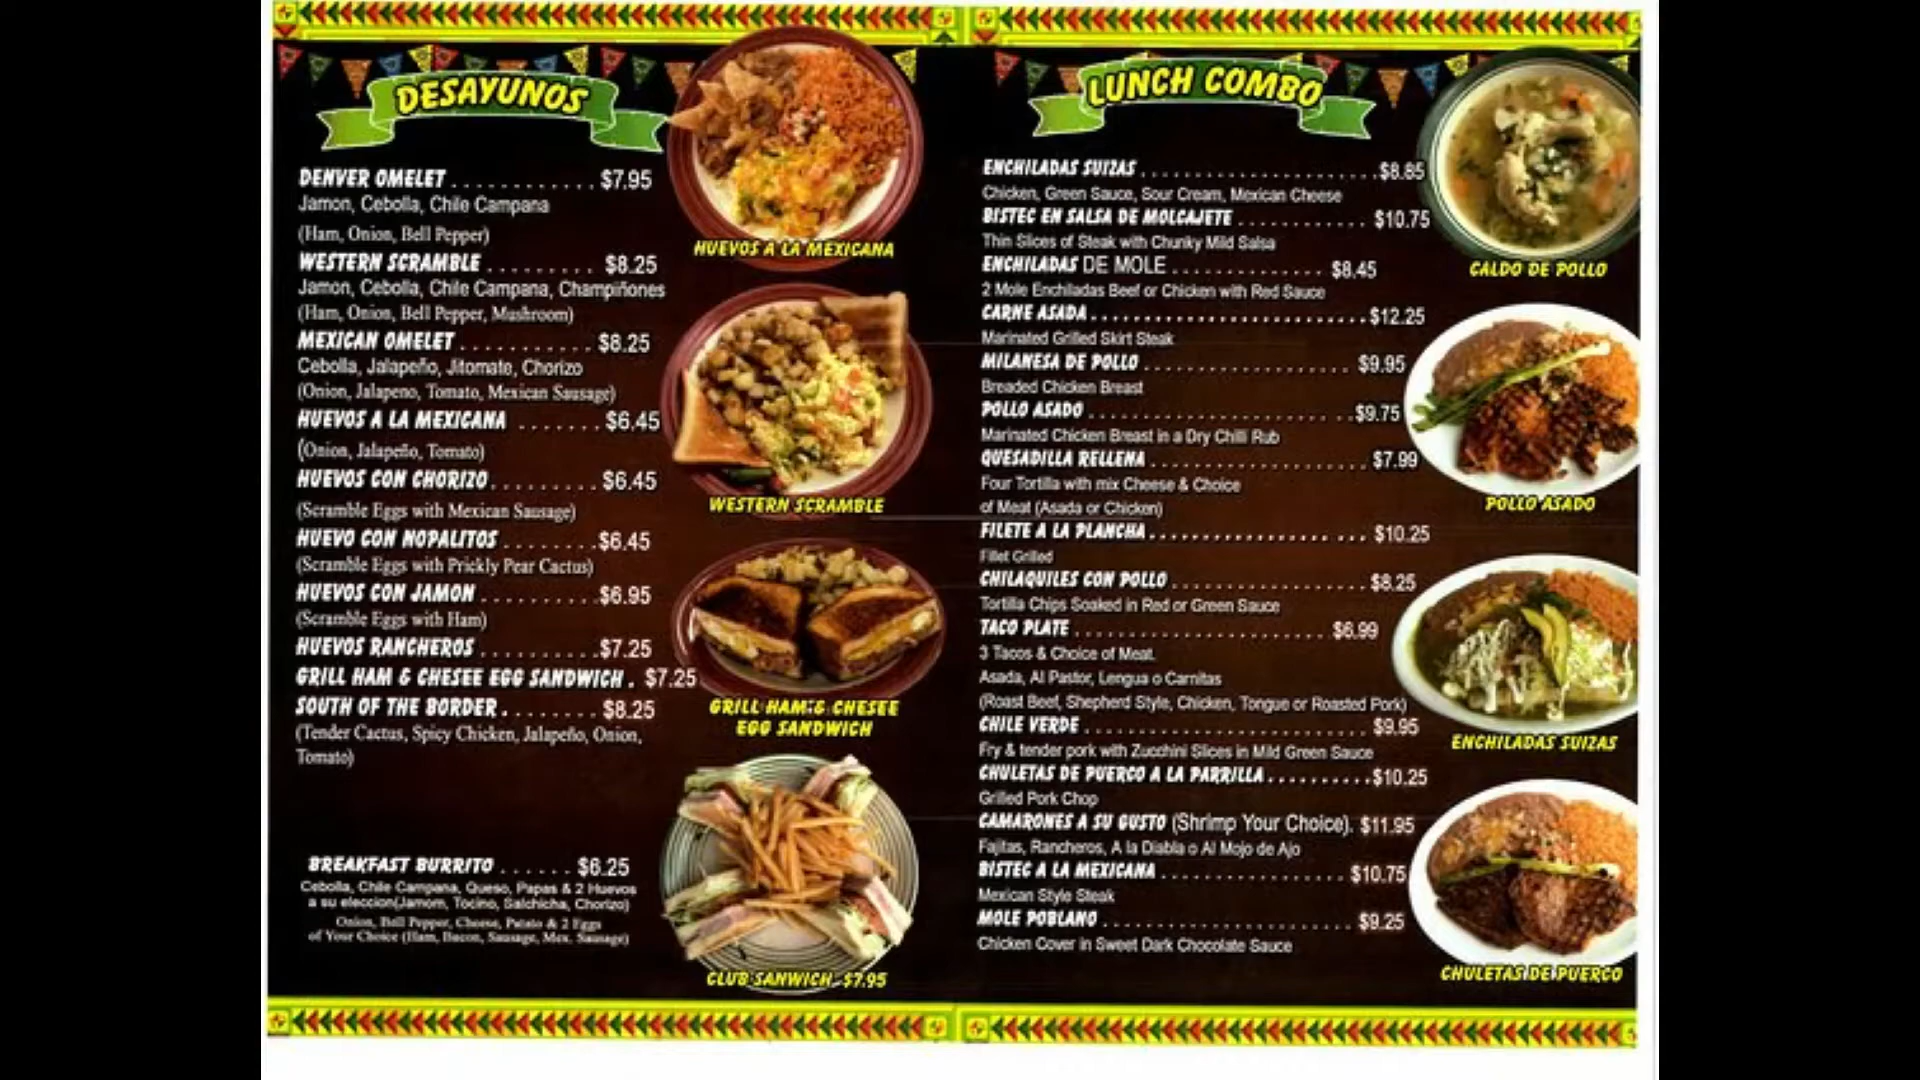 DESAYUNOS
DENVER OMELET ............ $7.95
Jamon, Cebolla, Chile Campana
(Ham, Onion, Bell Pepper)
WESTERN SCRAMBLE ......... $8.25
Jamon, Cebolla, Chile Campana, Champiñones
(Ham, Onion, Bell Pepper, Mushroom)
MEXICAN OMELET ........... $8.25
Cebolla, Jalapeño, Jitomate, Chorizo
(Onion, Jalapeno, Tomato, Mexican Sausage)
HUEVOS A LA MEXICANA ....... $6.45
(Onion, Jalapeño, Tomato)
HUEVOS CON CHORIZO......... $6.45
(Scramble Eggs with Mexican Sausage)
HUEVO CON NOPALITOS ........ $6.45
(Scramble Eggs with Prickly Pear Cactus)
HUEVOS CON JAMON .......... $6.95
(Scramble Eggs with Ham)
HUEVOS RANCHEROS .......... $7.25
GRILL HAM & CHESEE EGG SANDWICH . $7.25
SOUTH OF THE BORDER. ....... $8.25
(Tender Cactus, Spicy Chicken, Jalapeño, Onion,
Tomato)
BREAKFAST BURRITO ...... $6.25
Cebolla, Chile Campana, Queso, Papas & 2 Huevos
a su eleccion(Jamom, Tocino, Salchicha, Chorizo)
Onion, Bell Pepper, Cheese, Potato & 2 Eggs
of Your Choice (Ham, Bacon, Sausage, Mex. Sausage)
HUEVOS A LA MEXICANA
WESTERN SCRAMBLE
GRILL HAM & CHESEE
EGG SANDWICH
CLUB SANWICH $7.95
LUNCH COMBO
ENCHILADAS SUIZAS .......................$8.85
Chicken, Green Sauce, Sour Cream, Mexican Cheese
BISTEC EN SALSA DE MOLCAJETE ............ $10.75
Thin Slices of Steak with Chunky Mild Salsa
ENCHILADAS DE MOLE ............... $8.45
2 Mole Enchiladas Beef or Chicken with Red Sauce
CARNE ASADA ...........................$12.25
Marinated Grilled Skirt Steak
MILANESA DE POLLO .................... $9.95
Breaded Chicken Breast
POLLO ASADO ..........................$9.75
Marinated Chicken Breast in a Dry Chilli Rub
QUESADILLA RELLENA ..................... $7.99
Four Tortilla with mix Cheese & Choice
of Meat (Asada or Chicken)
FILETE A LA PLANCHA ..................... $10.25
Fillet Grilled
CHILAQUILES CON POLLO ...................$8.25
Tortilla Chips Soaked in Red or Green Sauce
TACO PLATE ......................... $6.99
3 Tacos & Choice of Meat.
Asada, Al Pastor, Lengua o Carnitas
(Roast Beef, Shepherd Style, Chicken, Tongue or Roasted Pork)
CHILE VERDE ............................ $9.95
Fry & tender pork with Zucchini Slices in Mild Green Sauce
CHULETAS DE PUERCO A LA PARRILLA ..........$10.25
Grilled Pork Chop
CAMARONES A SU GUSTO (Shrimp Your Choice). $11.95
Fajitas, Rancheros, A la Diabla o Al Mojo de Ajo
BISTEC A LA MEXICANA .................. $10.75
Mexican Style Steak
MOLE POBLANO ......................... $9.25
Chicken Cover in Sweet Dark Chocolate Sauce
CALDO DE POLLO
POLLO ASADO
ENCHILADAS SUIZAS
CHULETAS DE PUERCO